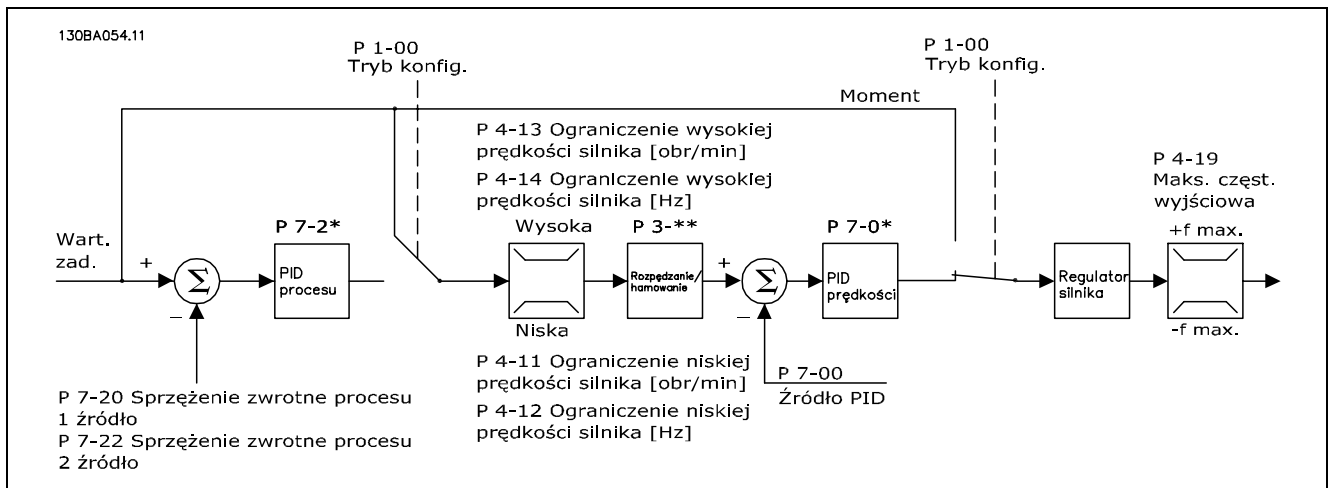 130BA054.11
P 1-00
Tryb konfig.
P 1-00
Tryb konfig.
Moment
P 4-13 Ograniczenie wysokiej
prędkości silnika [obr/min]
P 4-14 Ograniczenie wysokiej
prędkości silnika [Hz]
P 4-19
Maks. częst.
wyjściowa
Wart.
zad.
+
Σ
−
P 7-2*
PID
procesu
Wysoka
Niska
P 3-**
Rozpędzanie/
hamowanie
+
Σ
−
P 7-0*
PID
prędkości
Regulator
silnika
+f max.
-f max.
P 7-20 Sprzężenie zwrotne procesu
1 źródło
P 7-22 Sprzężenie zwrotne procesu
2 źródło
P 4-11 Ograniczenie niskiej
prędkości silnika [obr/min]
P 4-12 Ograniczenie niskiej
prędkości silnika [Hz]
P 7-00
Źródło PID